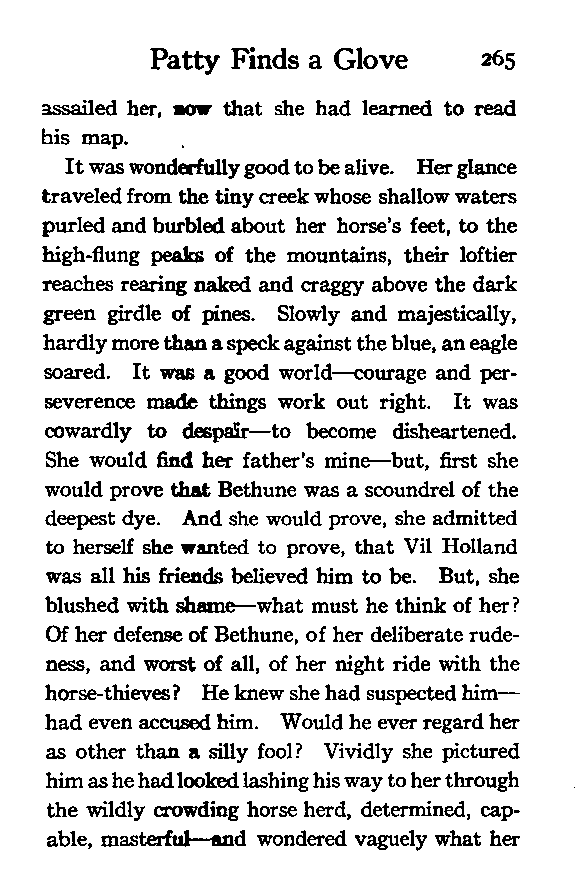 Patty Finds a Glove 265
assailed her, now that she had learned to read
his map.
It was wonderfully good to be alive. Her glance
traveled from the tiny creek whose shallow waters
purled and burbled about her horse's feet, to the
high-flung peaks of the mountains, their loftier
reaches rearing naked and craggy above the dark
green girdle of pines. Slowly and majestically,
hardly more than a speck against the blue, an eagle
soared. It was a good world—courage and per-
severence made things work out right. It was
cowardly to despair—to become disheartened.
She would find her father's mine—but, first she
would prove that Bethune was a scoundrel of the
deepest dye. And she would prove, she admitted
to herself she wanted to prove, that Vil Holland
was all his friends believed him to be. But, she
blushed with shame—what must he think of her?
Of her defense of Bethune, of her deliberate rude-
ness, and worst of all, of her night ride with the
horse-thieves? He knew she had suspected him—
had even accused him. Would he ever regard her
as other than a silly fool? Vividly she pictured
him as he had looked lashing his way to her through
the wildly crowding horse herd, determined, cap-
able, masterful—and wondered vaguely what her